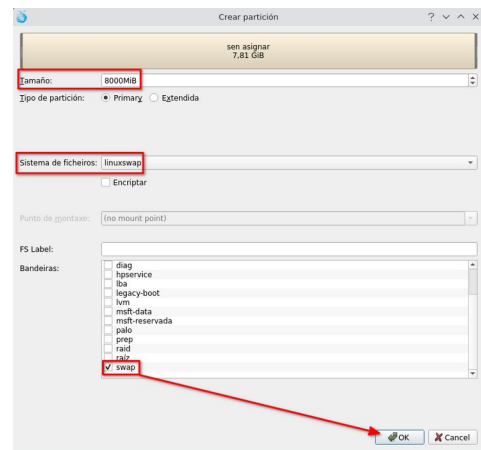 Crear partición
sen asignar
7,81 GiB
Tamaño: 8000MiB
Tipo de partición: Primary Extendida
Sistema de ficheiros: linuxswap
Encriptar
Punto de montaxe: (no mount point)
FS Label:
Bandeiras:
diag
hpservice
lba
legacy-boot
lvm
msft-data
msft-reservada
palo
prep
raid
raíz
swap
OK Cancel